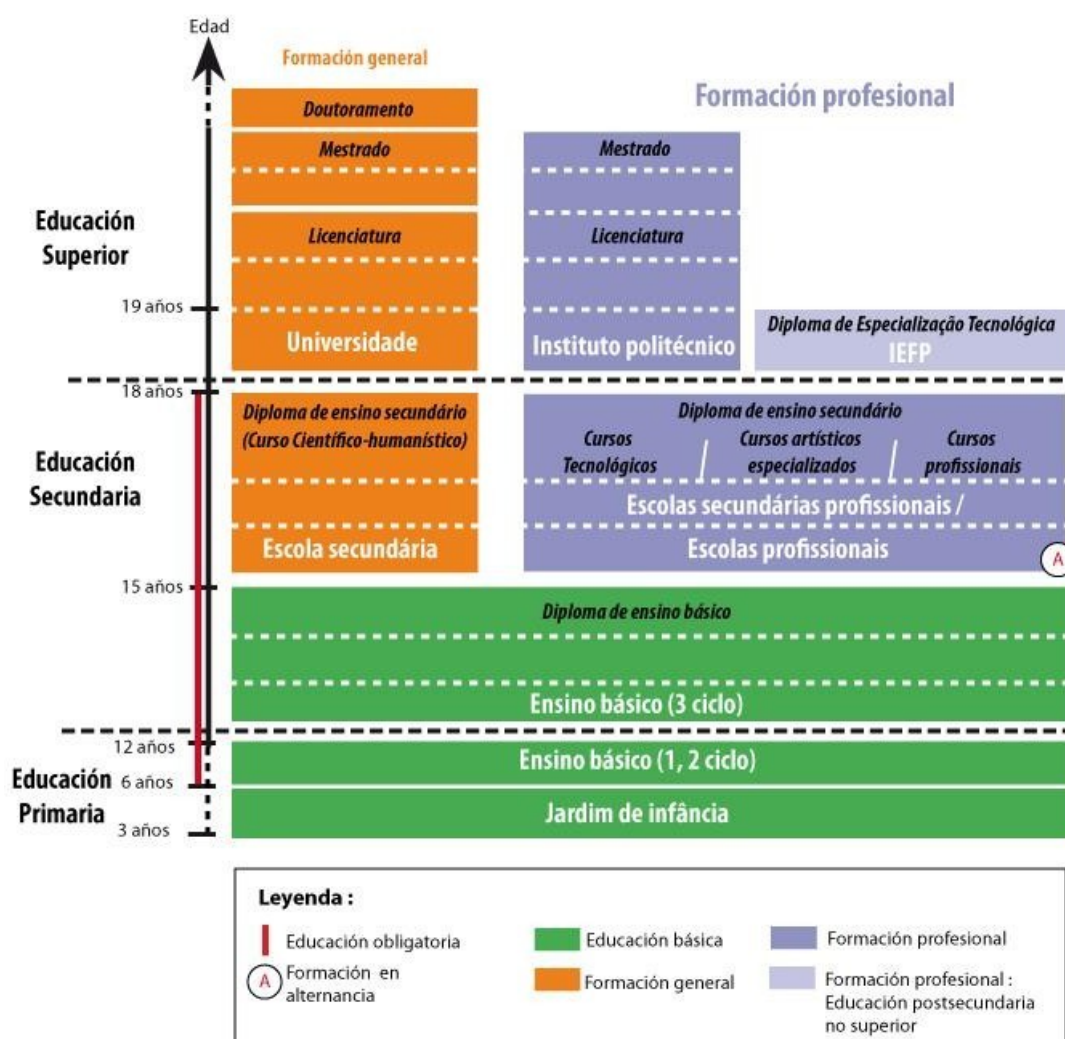 Edad
Formación general
Formación profesional
Doutoramento
Mestrado
Mestrado
Educación
Superior
Licenciatura
Licenciatura
19 años
Universidade
Instituto politécnico
Diploma de Especialização Tecnológica
IEFP
18 años
Diploma de ensino secundário
(Curso Científico-humanístico)
Diploma de ensino secundário
Cursos
Tecnológicos
/
Cursos artísticos
especializados
/
Cursos
profissionais
Educación
Secundaria
Escola secundária
Escolas secundárias profissionais /
Escolas profissionais
A
15 años
Diploma de ensino básico
Ensino básico (3 ciclo)
12 años
Ensino básico (1, 2 ciclo)
Educación
Primaria
6 años
Jardim de infância
3 años
Leyenda :
Educación obligatoria
A
Formación en
alternancia
Educación básica
Formación general
Formación profesional
Formación profesional :
Educación postsecundaria
no superior